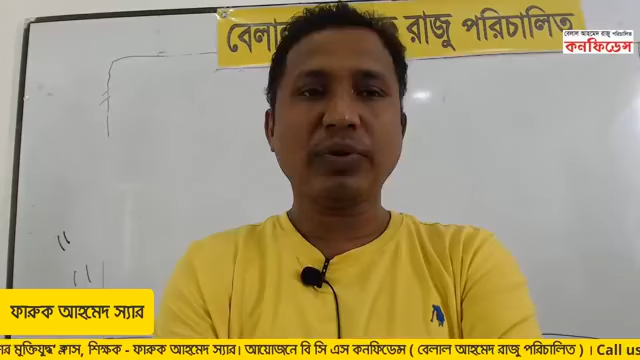 বেলাল রাজু পরিচালিত
বেলাল আহমেদ রাজু পরিচালিত
কনফিডেন্স
ফারুক আহমেদ স্যার
মুক্তিযুদ্ধ' ক্লাস, শিক্ষক - ফারুক আহমেদ স্যার। আয়োজনে বি সি এস কনফিডেন্স ( বেলাল আহমেদ রাজু পরিচালিত ) । Call us